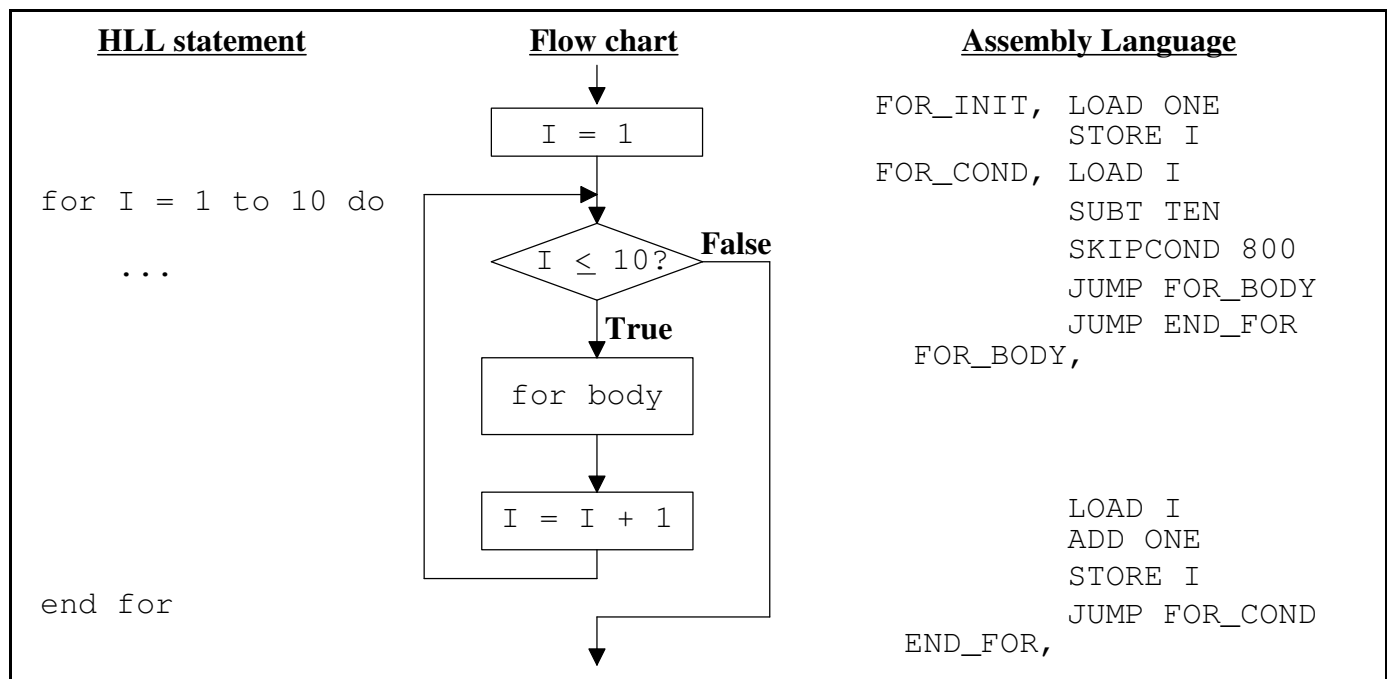 HLL statement
for I = 1 to 10 do
...
end for
Flow chart
I = 1
I ≤ 10?
False
True
for body
I = I + 1
Assembly Language
FOR_INIT, LOAD ONE
STORE I
FOR_COND, LOAD I
SUBT TEN
SKIPCOND 800
JUMP FOR_BODY
JUMP END_FOR
FOR_BODY,
LOAD I
ADD ONE
STORE I
JUMP FOR_COND
END_FOR,